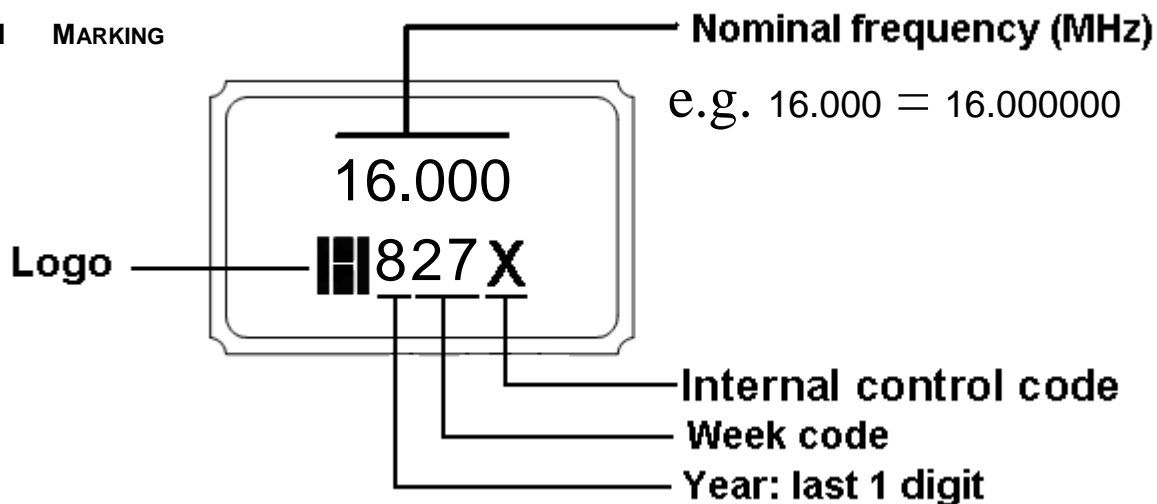 MARKING
Nominal frequency (MHz)
e.g. 16.000 = 16.000000
16.000
Logo
827X
Internal control code
Week code
Year: last 1 digit